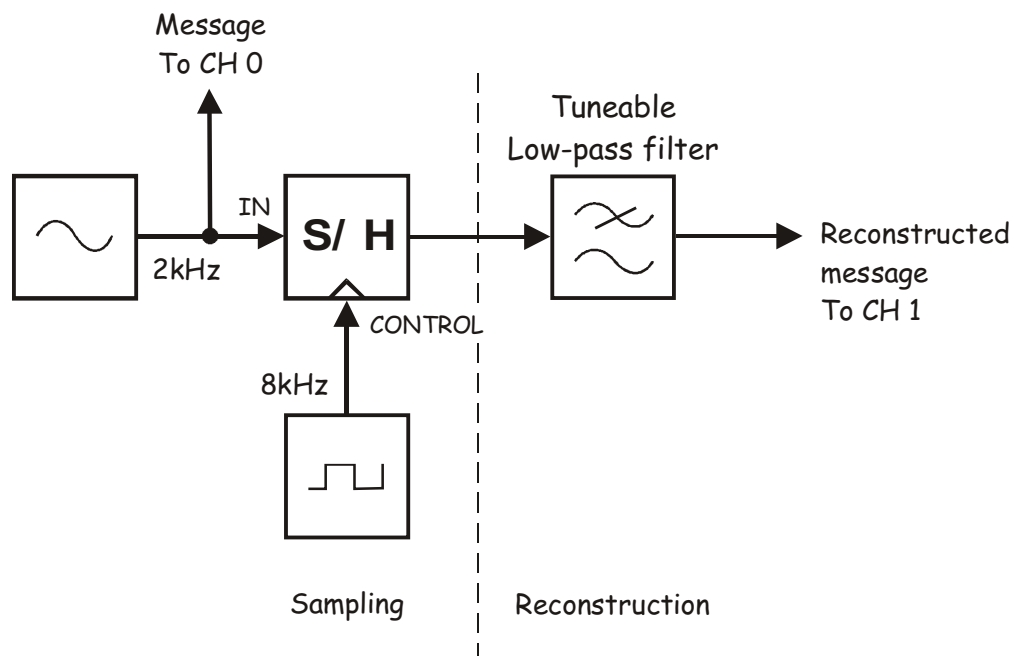 Message
To CH 0
Tuneable
Low-pass filter
IN
S/ H
2kHz
Reconstructed
message
To CH 1
CONTROL
8kHz
Sampling
Reconstruction